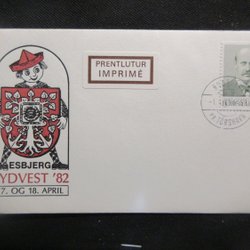 PRENTLUTUR
IMPRIMÉ
ESBJERG
YDVEST '82
7. OG 18. APRIL